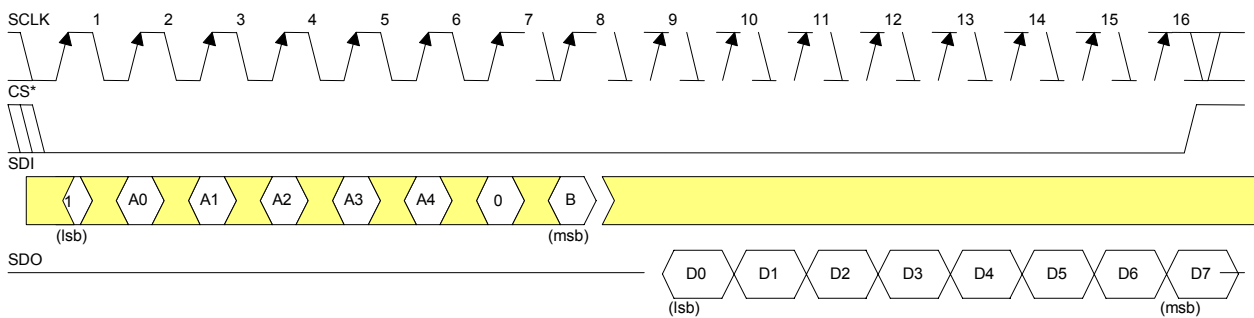 SCLK 1 2 3 4 5 6 7 8 9 10 11 12 13 14 15 16
CS*
SDI
1 A0 A1 A2 A3 A4 0 B
(lsb) (msb)
SDO
D0 D1 D2 D3 D4 D5 D6 D7
(lsb) (msb)